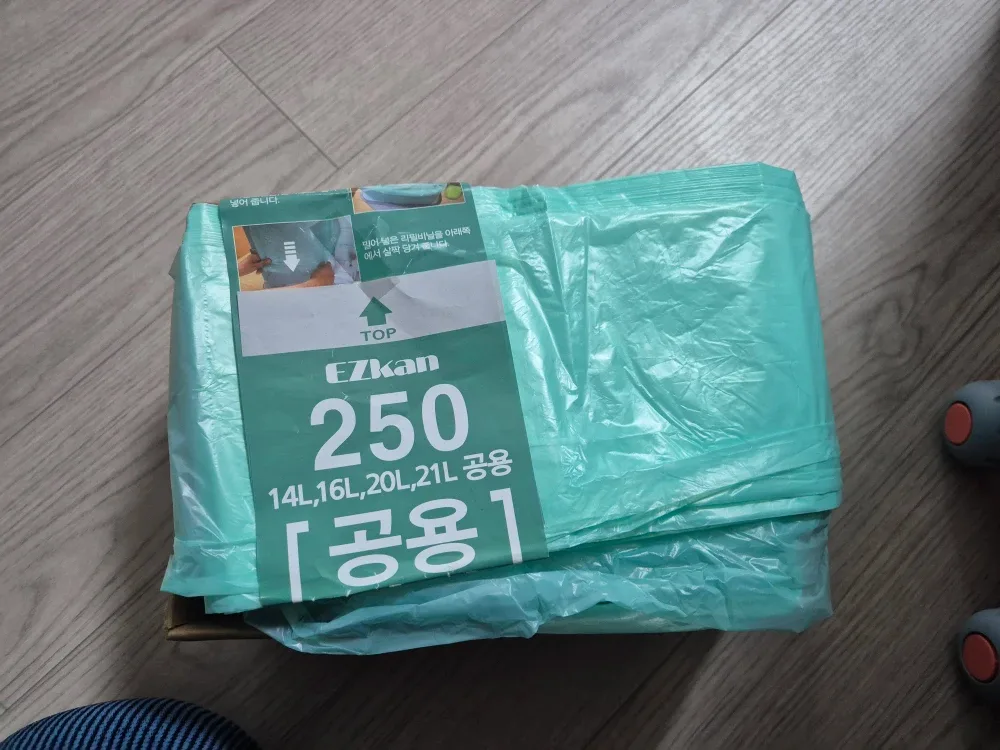 넣어 줍니다.
밀어 넣은 리필비닐을 아래쪽
에서 살짝 당겨 줍니다
TOP
EZKan
250
14L,16L,20L,21L 공용
[공용]